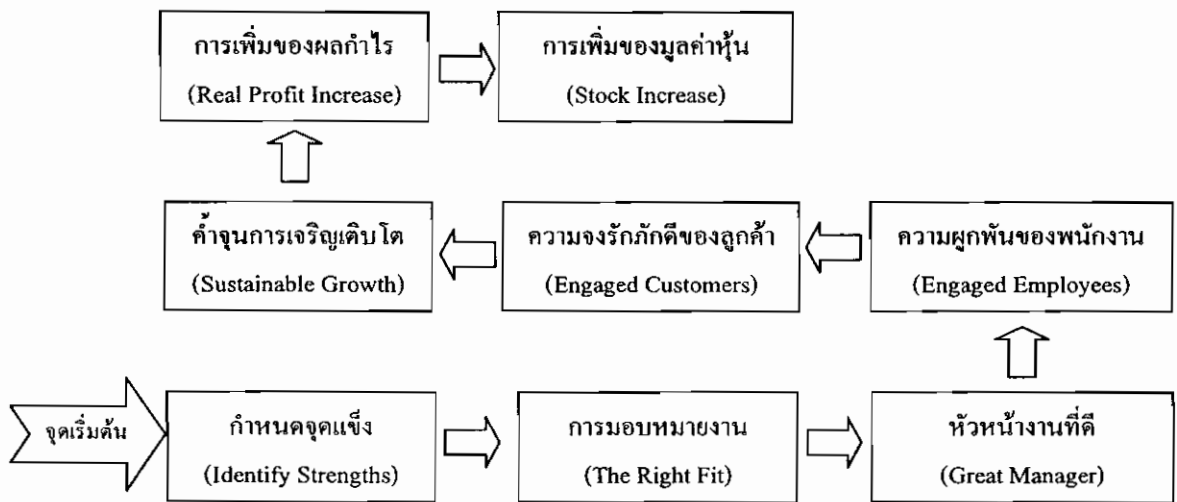 การเพิ่มของผลกำไร
(Real Profit Increase)
การเพิ่มของมูลค่าหุ้น
(Stock Increase)
ค้ำจุนการเจริญเติบโต
(Sustainable Growth)
ความจงรักภักดีของลูกค้า
(Engaged Customers)
ความผูกพันของพนักงาน
(Engaged Employees)
จุดเริ่มต้น
กำหนดจุดแข็ง
(Identify Strengths)
การมอบหมายงาน
(The Right Fit)
หัวหน้างานที่ดี
(Great Manager)